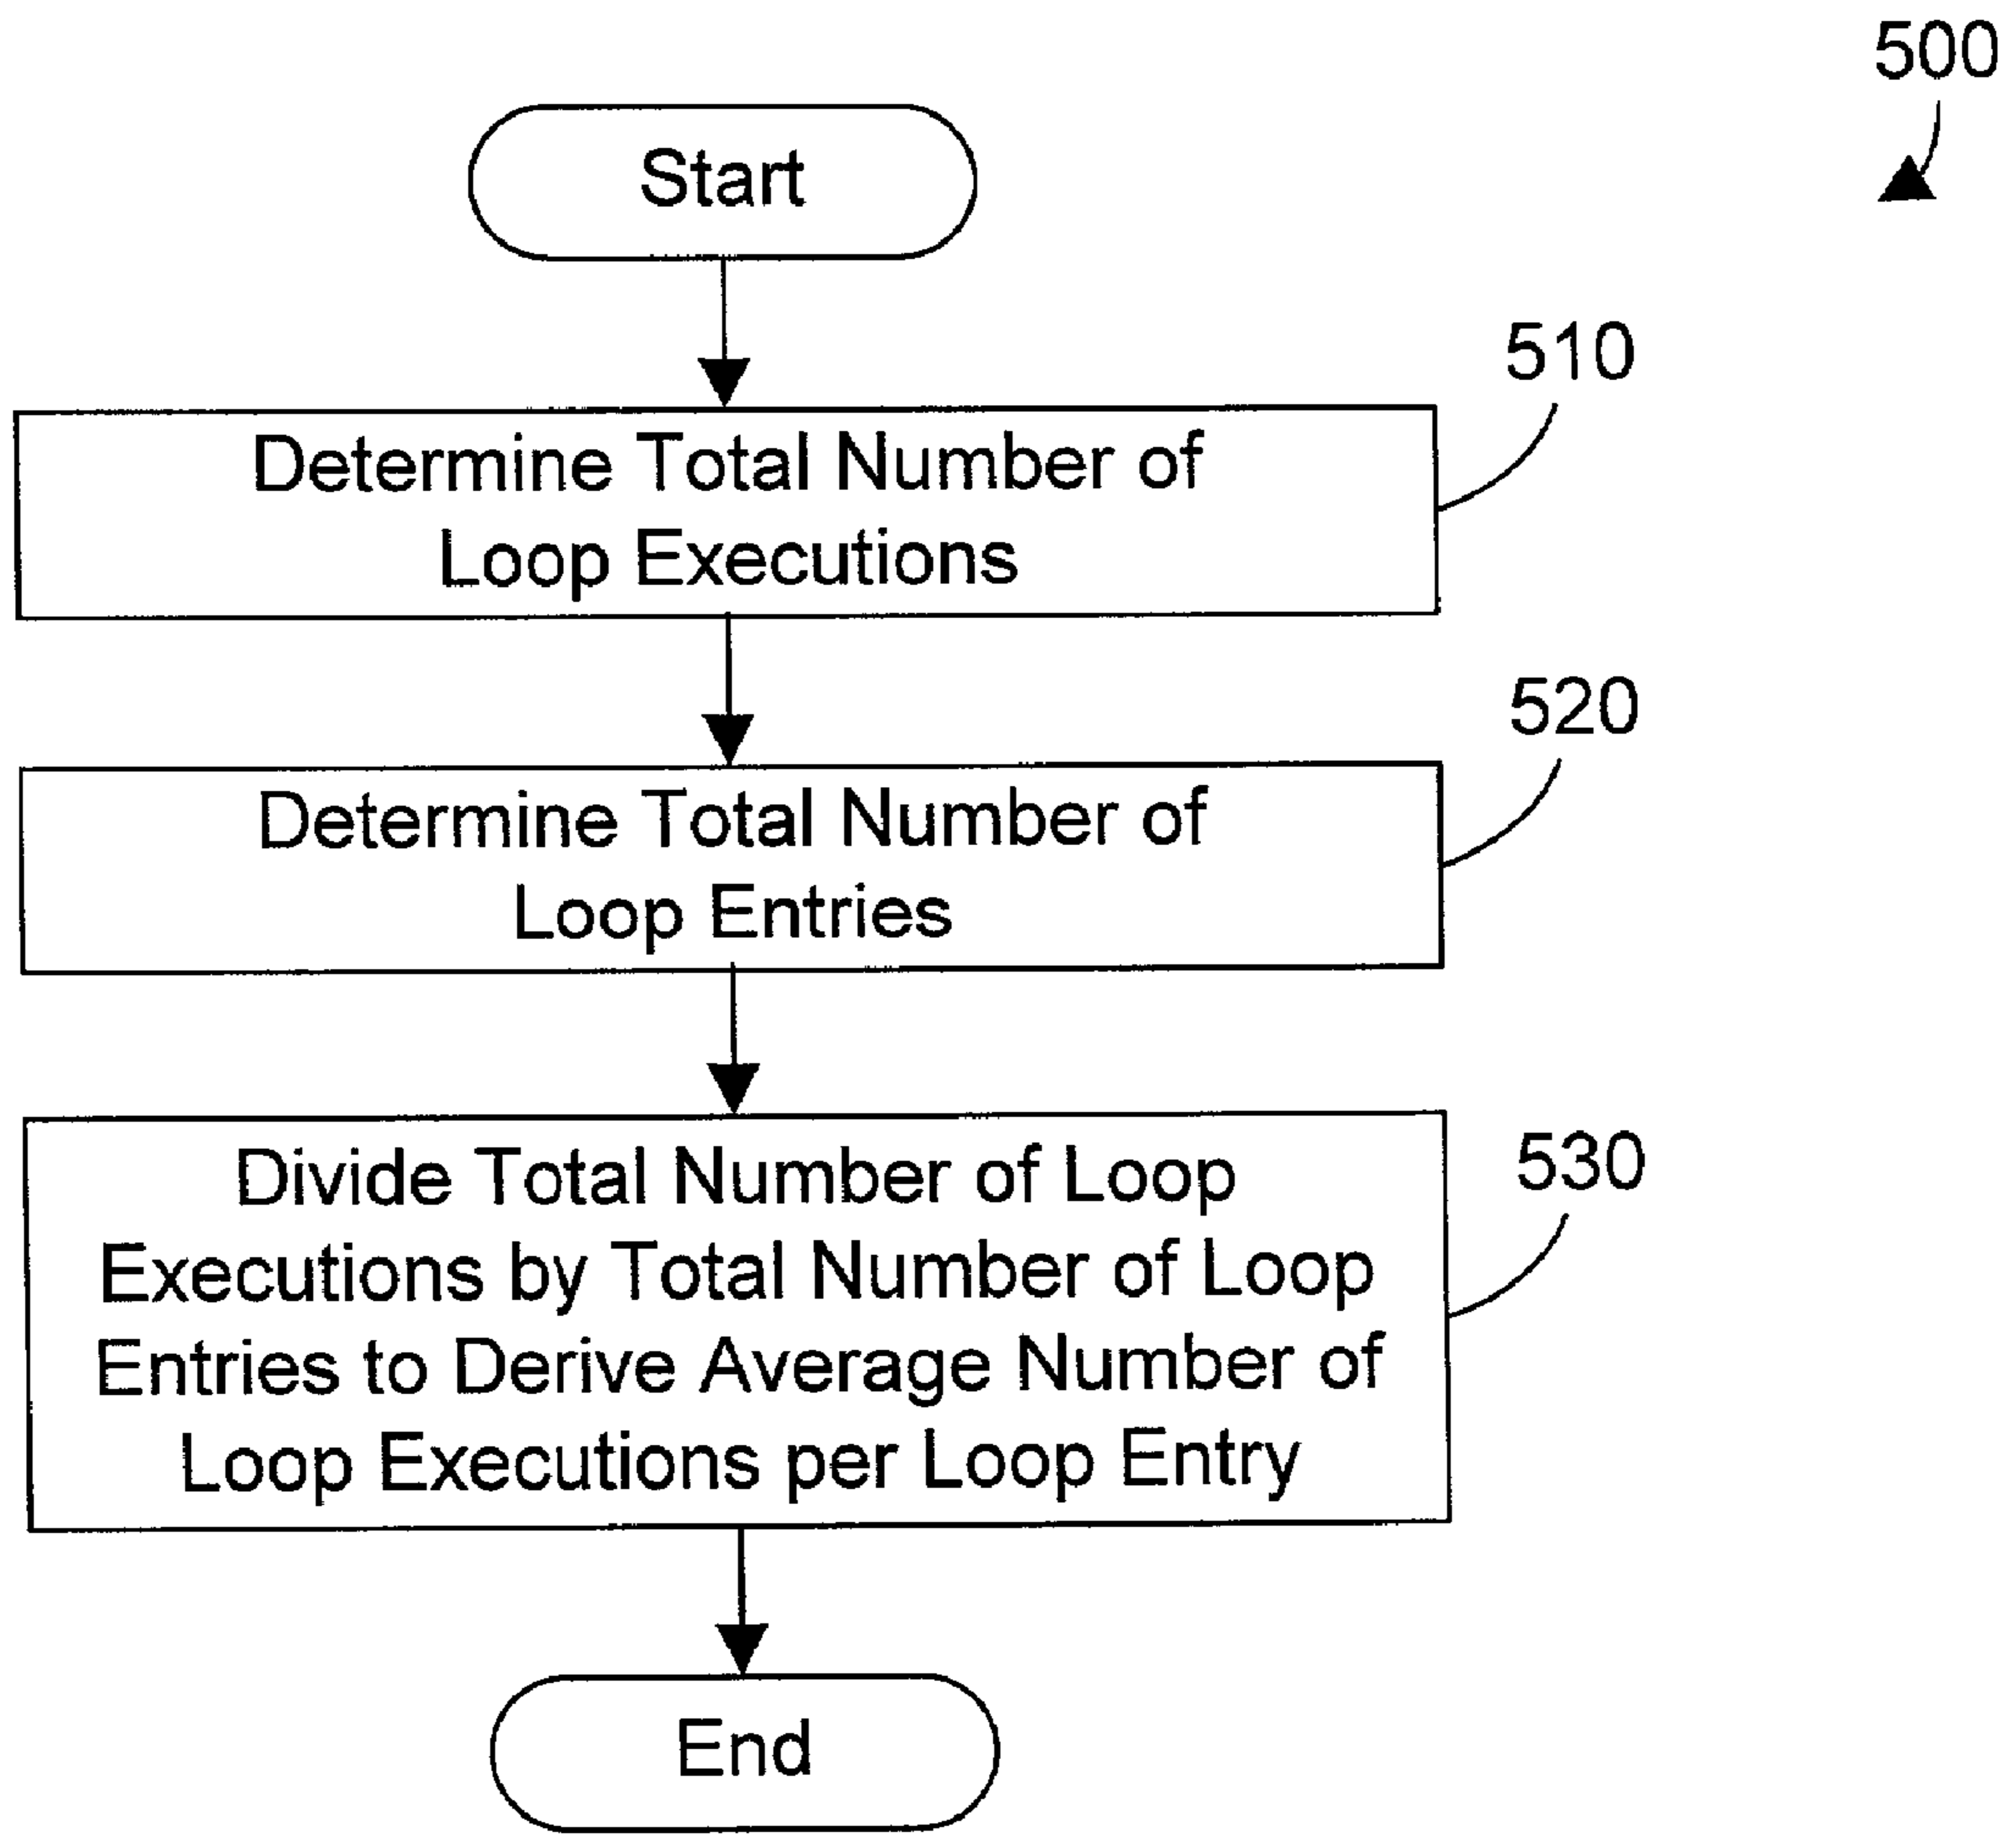 500
Start
510
Determine Total Number of
Loop Executions
520
Determine Total Number of
Loop Entries
530
Divide Total Number of Loop
Executions by Total Number of Loop
Entries to Derive Average Number of
Loop Executions per Loop Entry
End